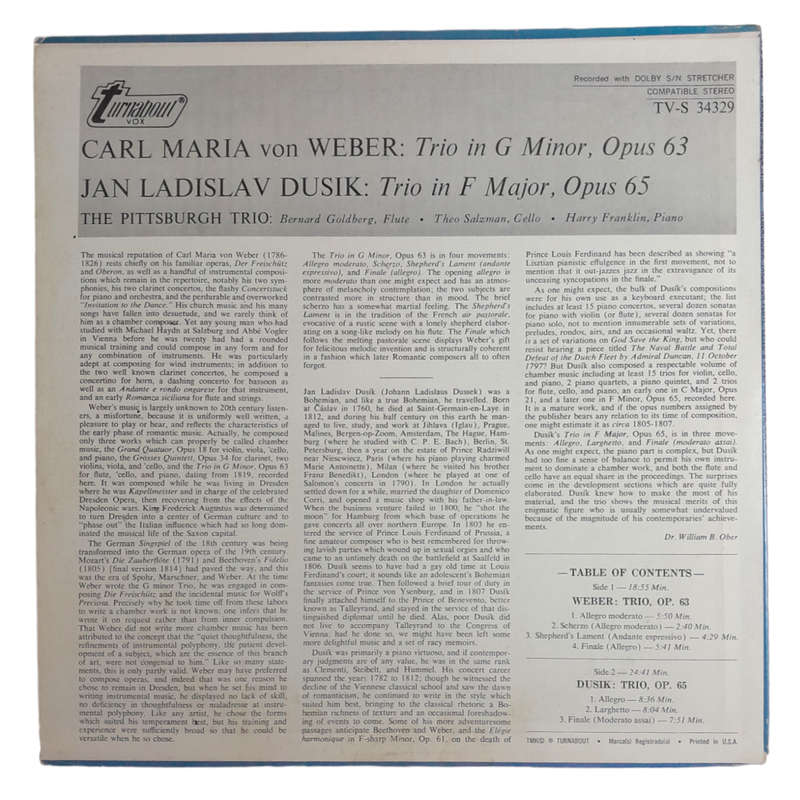 Turnabout
VOX
Recorded with DOLBY S/N STRETCHER
COMPATIBLE STEREO
TV-S 34329
CARL MARIA von WEBER: Trio in G Minor, Opus 63
JAN LADISLAV DUSIK: Trio in F Major, Opus 65
THE PITTSBURGH TRIO: Bernard Goldberg, Flute • Theo Salzman, Cello • Harry Franklin, Piano
The musical reputation of Carl Maria von Weber (1786-
1826) rests chiefly on his familiar operas, Der Freischütz
and Oberon, as well as a handful of instrumental composi-
tions which remain in the repertoire, notably his two sym-
phonies, his two clarinet concertos, the flashy Concertstuck
for piano and orchestra, and the perdurable and overworked
"Invitation to the Dance." His church music and his many
songs have fallen into desuetude, and we rarely think of
him as a chamber composer. Yet any young man who had
studied with Michael Haydn at Salzburg and Abbé Vogler
in Vienna before he was twenty had had a rounded
musical training and could compose in any form and for
any combination of instruments. He was particularly
adept at composing for wind instruments; in addition to
the two well known clarinet concertos, he composed a
concertino for horn, a dashing concerto for bassoon as
well as an Andante e rondo ongarese for that instrument,
and an early Romanza siciliana for flute and strings.
Weber's music is largely unknown to 20th century listen-
ers, a misfortune, because it is uniformly well written, a
pleasure to play or hear, and reflects the characteristics of
the early phase of romantic music. Actually, he composed
only three works which can properly be called chamber
music, the Grand Quatuor, Opus 18 for violin, viola, 'cello,
and piano, the Grosses Quintett, Opus 34 for clarinet, two
violins, viola, and 'cello, and the Trio in G Minor, Opus 63
for flute, 'cello, and piano, dating from 1819, recorded
here. It was composed while he was living in Dresden
where he was Kapellmeister and in charge of the celebrated
Dresden Opera, then recovering from the effects of the
Napoleonic wars. King Frederick Augustus was determined
to turn Dresden into a center of German culture and to
"phase out" the Italian influence which had so long dom-
inated the musical life of the Saxon capital.
The German Singspiel of the 18th century was being
transformed into the German opera of the 19th century.
Mozart's Die Zauberflöte (1791) and Beethoven's Fidelio
(1805) [final version 1814] had paved the way, and this
was the era of Spohr, Marschner, and Weber. At the time
Weber wrote the G minor Trio, he was engaged in com-
posing Die Freischütz and the incidental music for Wolff's
Preciosa. Precisely why he took time off from these labors
to write a chamber work is not known; one infers that he
wrote it on request rather than from inner compulsion.
That Weber did not write more chamber music has been
attributed to the concept that the "quiet thoughtfulness, the
refinements of instrumental polyphony, the patient devel-
opment of a subject, which are the essence of this branch
of art, were not congenial to him." Like so many state-
ments, this is only partly valid. Weber may have preferred
to compose operas, and indeed that was one reason he
chose to remain in Dresden, but when he set his mind to
writing instrumental music, he displayed no lack of skill,
no deficiency in thoughtfulness or maladresse at instru-
mental polyphony. Like any artist, he chose the forms
which suited his temperament best, but his training and
experience were sufficiently broad so that he could be
versatile when he so chose.
The Trio in G Minor, Opus 63 is in four movements:
Allegro moderato, Scherzo, Shepherd's Lament (andante
expressivo), and Finale (allegro). The opening allegro is
more moderato than one might expect and has an atmos-
phere of melancholy contemplation; the two subjects are
contrasted more in structure than in mood. The brief
scherzo has a somewhat martial feeling. The Shepherd's
Lament is in the tradition of the French air pastorale,
evocative of a rustic scene with a lonely shepherd elabor-
ating on a song-like melody on his flute. The Finale which
follows the melting pastorale scene displays Weber's gift
for felicitous melodic invention and is structurally coherent
in a fashion which later Romantic composers all to often
forget.
Jan Ladislav Dusik (Johann Ladislaus Dussek) was a
Bohemian, and like a true Bohemian, he travelled. Born
at Cáslav in 1760, he died at Saint-Germain-en-Laye in
1812, and during his half century on this earth he man-
aged to live, study, and work at Jihlava (Iglau), Prague,
Malines, Bergen-op-Zoom, Amsterdam, The Hague, Ham-
burg (where he studied with C. P. E. Bach), Berlin, St.
Petersburg, then a year on the estate of Prince Radziwill
near Niescwiecz, Paris (where his piano playing charmed
Marie Antoinette), Milan (where he visited his brother
Franz Benedikt), London (where he played at one of
Salomon's concerts in 1790). In London he actually
settled down for a while, married the daughter of Domenico
Corri, and opened a music shop with his father-in-law.
When the business venture failed in 1800; he "shot the
moon" for Hamburg from which base of operations he
gave concerts all over northern Europe. In 1803 he en-
tered the service of Prince Louis Ferdinand of Prussia, a
fine amateur composer who is best remembered for throw-
ing lavish parties which wound up in sexual orgies and who
came to an untimely death on the battlefield at Saalfeld in
1806. Dusik seems to have had a gay old time at Louis
Ferdinand's court; it sounds like an adolescent's Bohemian
fantasies come true. Then followed a brief tour of duty in
the service of Prince von Ysenburg, and in 1807 Dusik
finally attached himself to the Prince of Benevento, better
known as Talleyrand, and stayed in the service of that dis-
tinguished diplomat until he died. Alas, poor Dusik did
not live to accompany Talleyrand to the Congress of
Vienna; had he done so, we might have been left some
more delightful music and a set of racy memoirs.
Dusik was primarily a piano virtuoso, and if contempor-
ary judgments are of any value, he was in the same rank
as Clementi, Steibelt, and Hummel. His concert career
spanned the years 1782 to 1812; though he witnessed the
decline of the Viennese classical school and saw the dawn
of romanticism, he continued to write in the style which
suited him best, bringing to the classical rhetoric a Bo-
hemian richness of texture and an occasional foreshadow-
ing of events to come. Some of his more adventuresome
passages anticipate Beethoven and Weber, and the Elégie
harmonique in F-sharp Minor, Op. 61, on the death of
Prince Louis Ferdinand has been described as showing "a
Lisztian pianistic effulgence in the first movement, not to
mention that it out-jazzes jazz in the extravagance of its
unceasing syncopations in the finale."
As one might expect, the bulk of Dusik's compositions
were for his own use as a keyboard executant; the list
includes at least 15 piano concertos, several dozen sonatas
for piano with violin (or flute), several dozen sonatas for
piano solo, not to mention innumerable sets of variations,
preludes, rondos, airs, and an occasional waltz. Yet, there
is a set of variations on God Save the King, but who could
resist hearing a piece titled The Naval Battle and Total
Defeat of the Dutch Fleet by Admiral Duncan, 11 October
1797? But Dusik also composed a respectable volume of
chamber music including at least 15 trios for violin, cello,
and piano, 2 piano quartets, a piano quintet, and 2 trios
for flute, cello, and piano, an early one in C Major, Opus
21, and a later one in F Minor, Opus 65, recorded here.
It is a mature work, and if the opus numbers assigned by
the publisher bears any relation to its time of composition,
one might estimate it as circa 1805-1807.
Dusik's Trio in F Major, Opus 65, is in three move-
ments: Allegro, Larghetto, and Finale (moderato assai).
As one might expect, the piano part is complex, but Dusik
had too fine a sense of balance to permit his own instru-
ment to dominate a chamber work, and both the flute and
cello have an equal share in the proceedings. The surprises
come in the development sections which are quite fully
elaborated. Dusik knew how to make the most of his
material, and the trio shows the musical merits of this
enigmatic figure who is usually somewhat undervalued
because of the magnitude of his contemporaries' achieve-
ments.
Dr. William B. Ober
— TABLE OF CONTENTS —
Side 1 — 18:55 Min.
WEBER: TRIO, OP. 63
1. Allegro moderato — 5:50 Min.
2. Scherzo (Allegro moderato) — 2:40 Min.
3. Shepherd's Lament (Andante espressivo) — 4:29 Min.
4. Finale (Allegro) — 5:41 Min.
Side 2 — 24:41 Min.
DUSIK: TRIO, OP. 65
1. Allegro — 8:36 Min.
2. Larghetto — 8:04 Min.
3. Finale (Moderato assai) — 7:51 Min.
TMK(S) ® TURNABOUT • Marca(s) Registrada(s) • Printed in U.S.A.